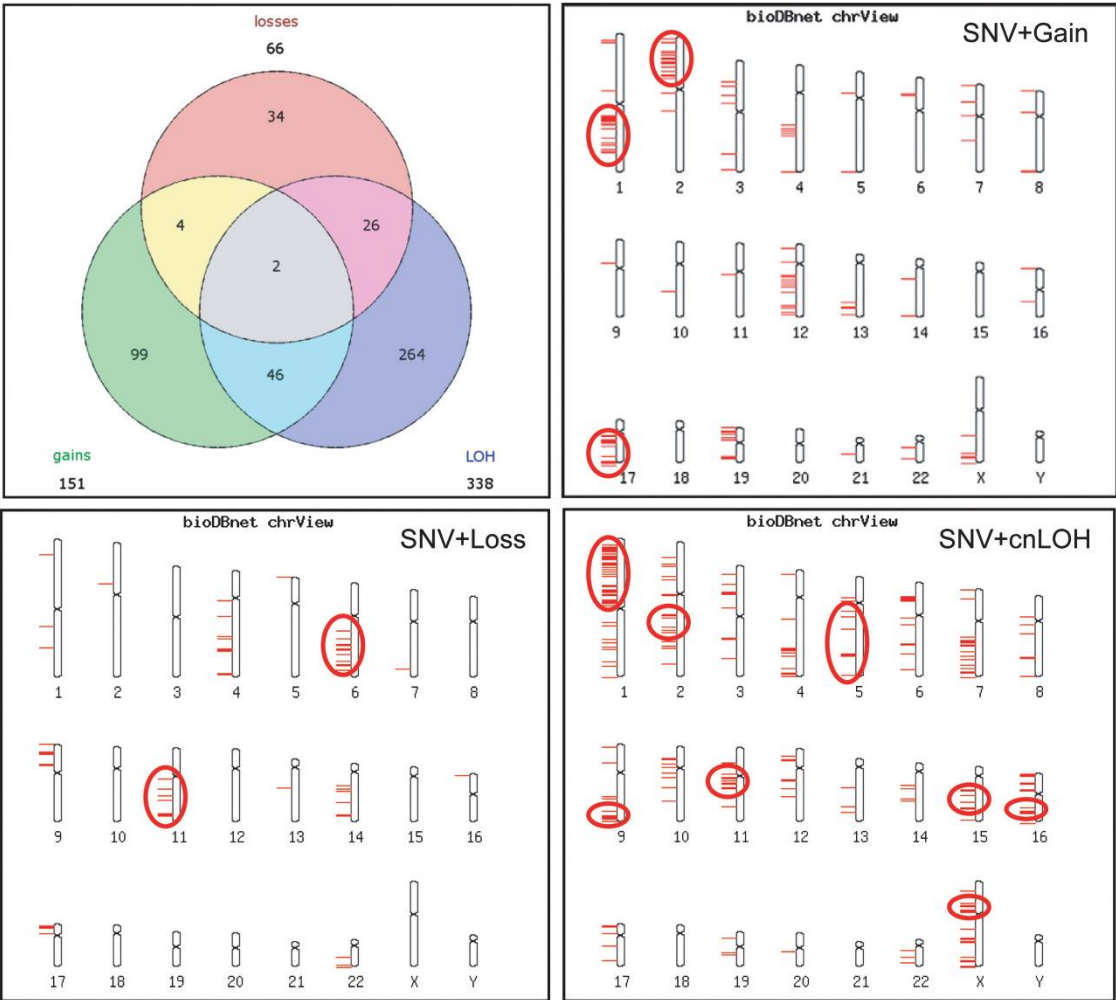 losses
66
34
4
26
2
99
46
264
gains
LOH
151
338
bioDBnet chrView
SNV+Gain
1 2 3 4 5 6 7 8
9 10 11 12 13 14 15 16
17 18 19 20 21 22 X Y
bioDBnet chrView
SNV+Loss
1 2 3 4 5 6 7 8
9 10 11 12 13 14 15 16
17 18 19 20 21 22 X Y
bioDBnet chrView
SNV+cnLOH
1 2 3 4 5 6 7 8
9 10 11 12 13 14 15 16
17 18 19 20 21 22 X Y